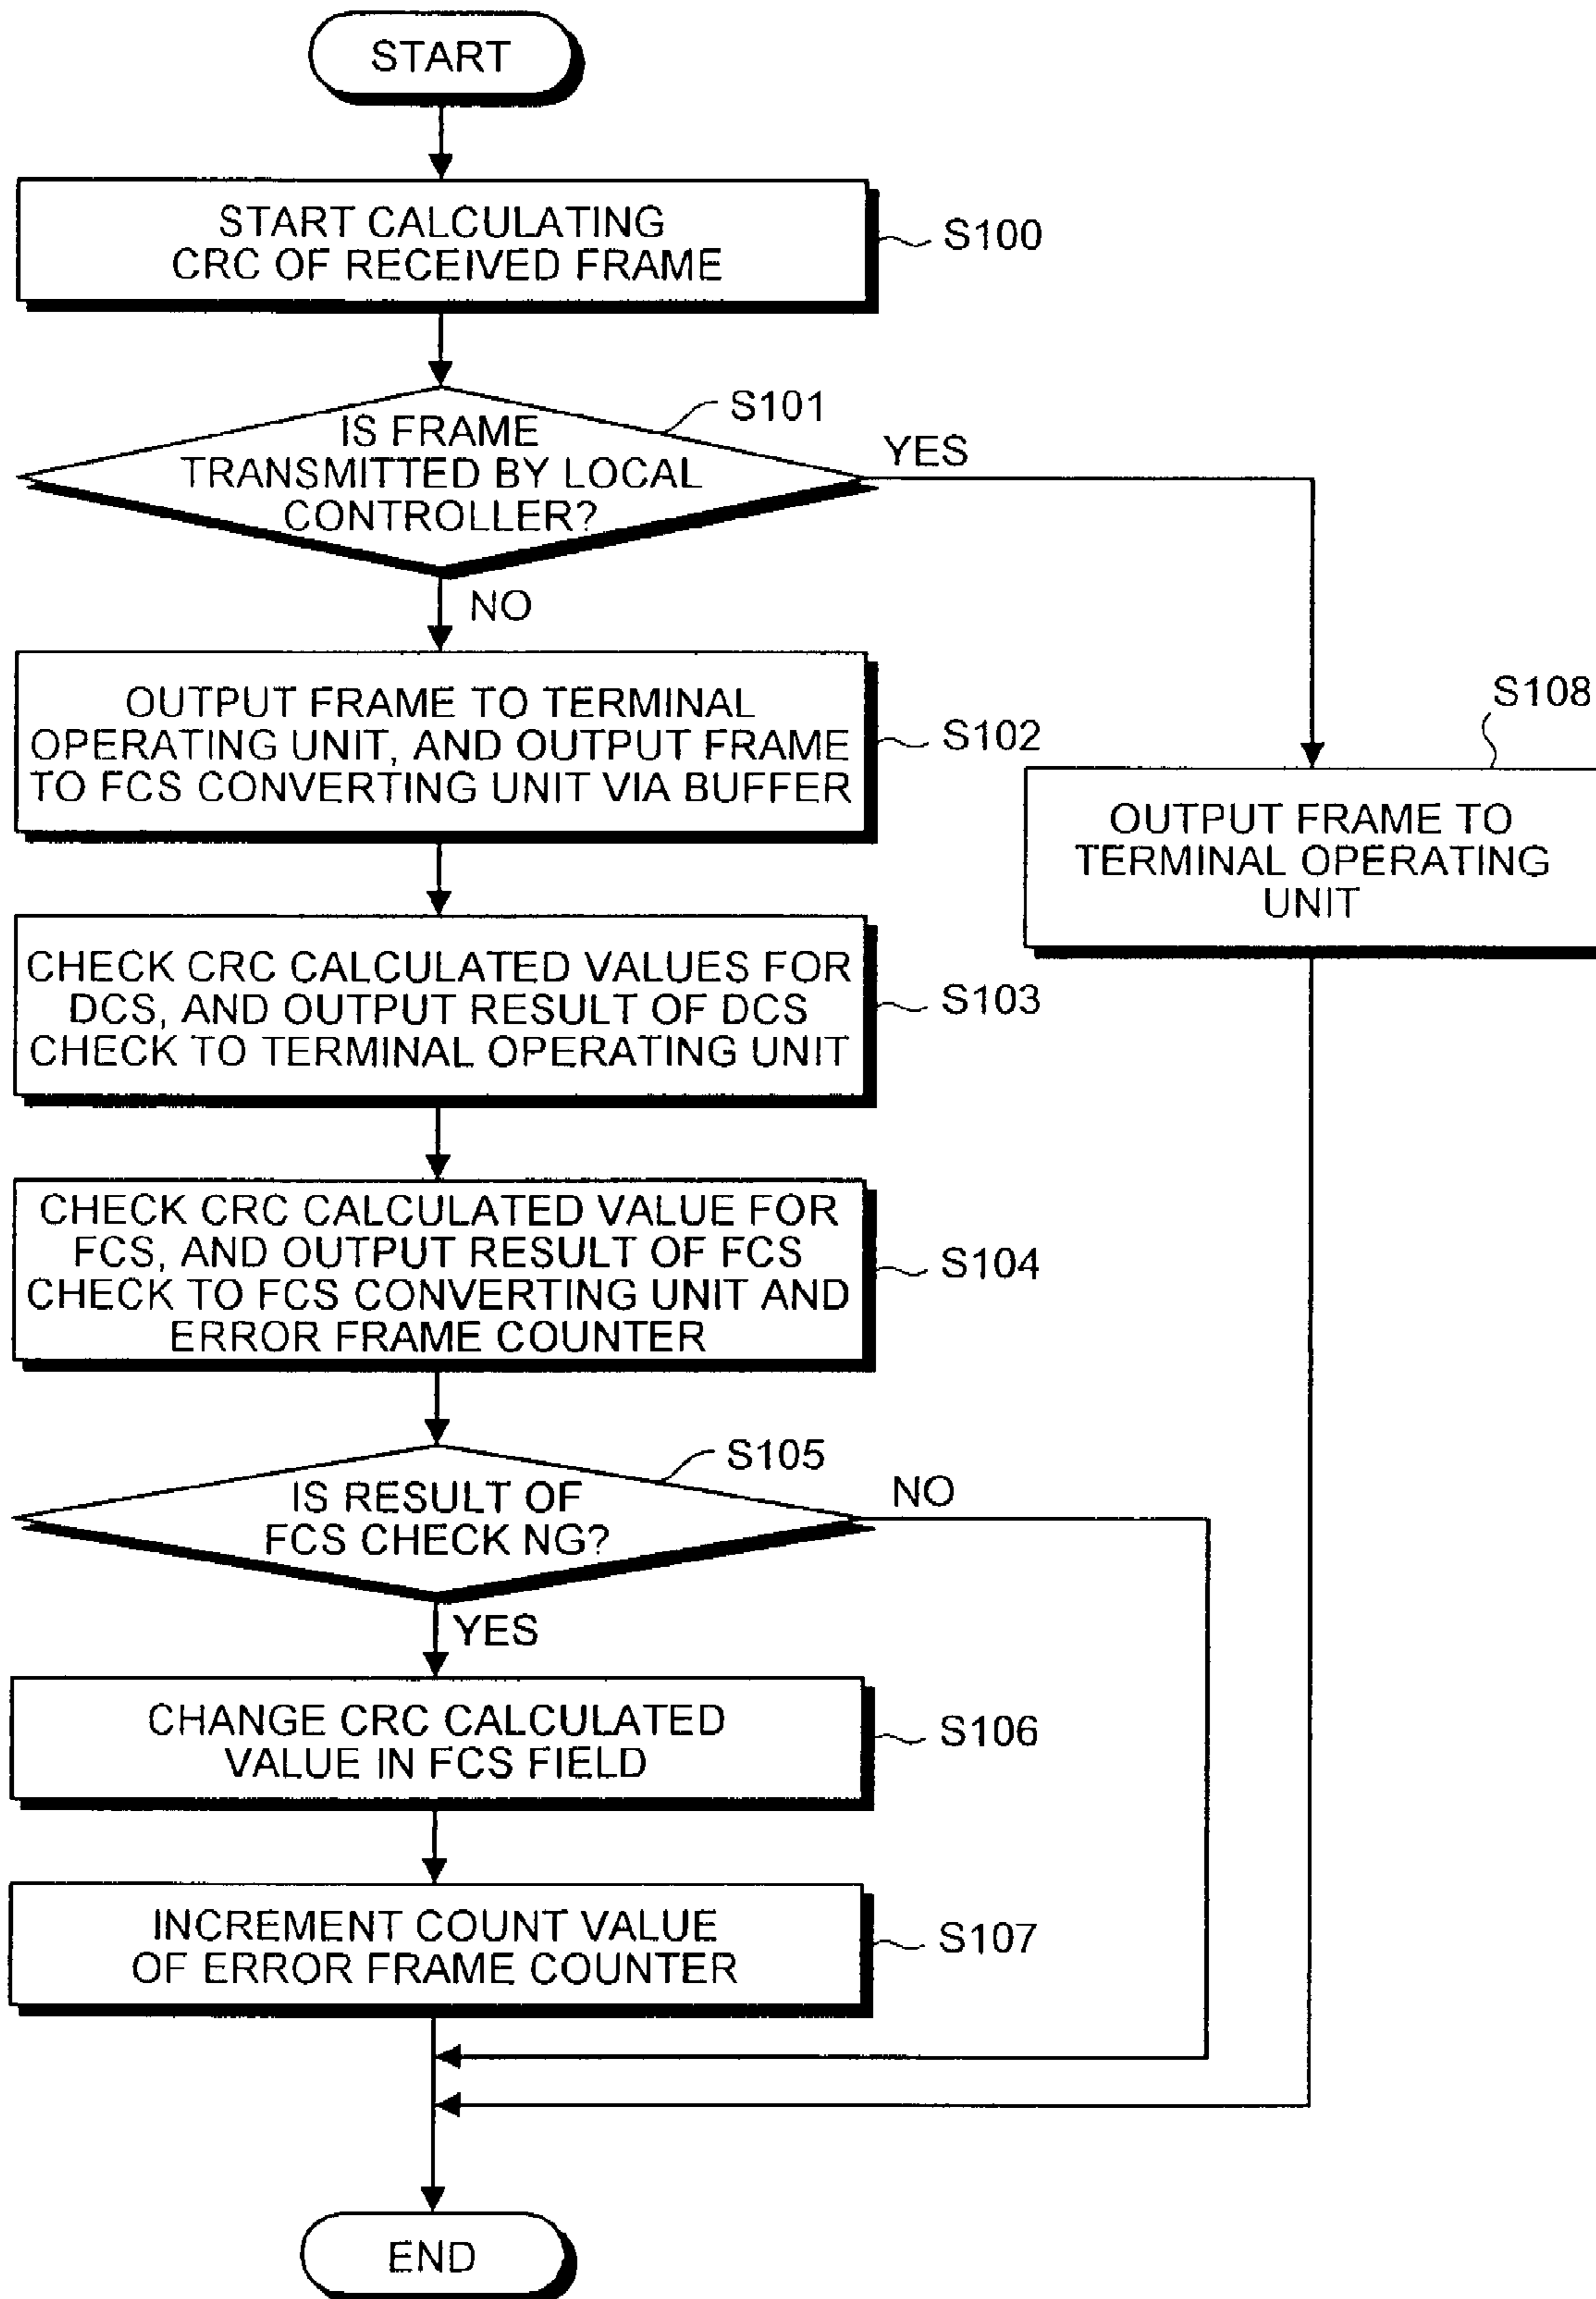 START
START CALCULATING
CRC OF RECEIVED FRAME
S100
S101
IS FRAME
TRANSMITTED BY LOCAL
CONTROLLER?
YES
NO
OUTPUT FRAME TO TERMINAL
OPERATING UNIT, AND OUTPUT FRAME
TO FCS CONVERTING UNIT VIA BUFFER
S102
S108
OUTPUT FRAME TO
TERMINAL OPERATING
UNIT
CHECK CRC CALCULATED VALUES FOR
DCS, AND OUTPUT RESULT OF DCS
CHECK TO TERMINAL OPERATING UNIT
S103
CHECK CRC CALCULATED VALUE FOR
FCS, AND OUTPUT RESULT OF FCS
CHECK TO FCS CONVERTING UNIT AND
ERROR FRAME COUNTER
S104
S105
IS RESULT OF
FCS CHECK NG?
NO
YES
CHANGE CRC CALCULATED
VALUE IN FCS FIELD
S106
INCREMENT COUNT VALUE
OF ERROR FRAME COUNTER
S107
END